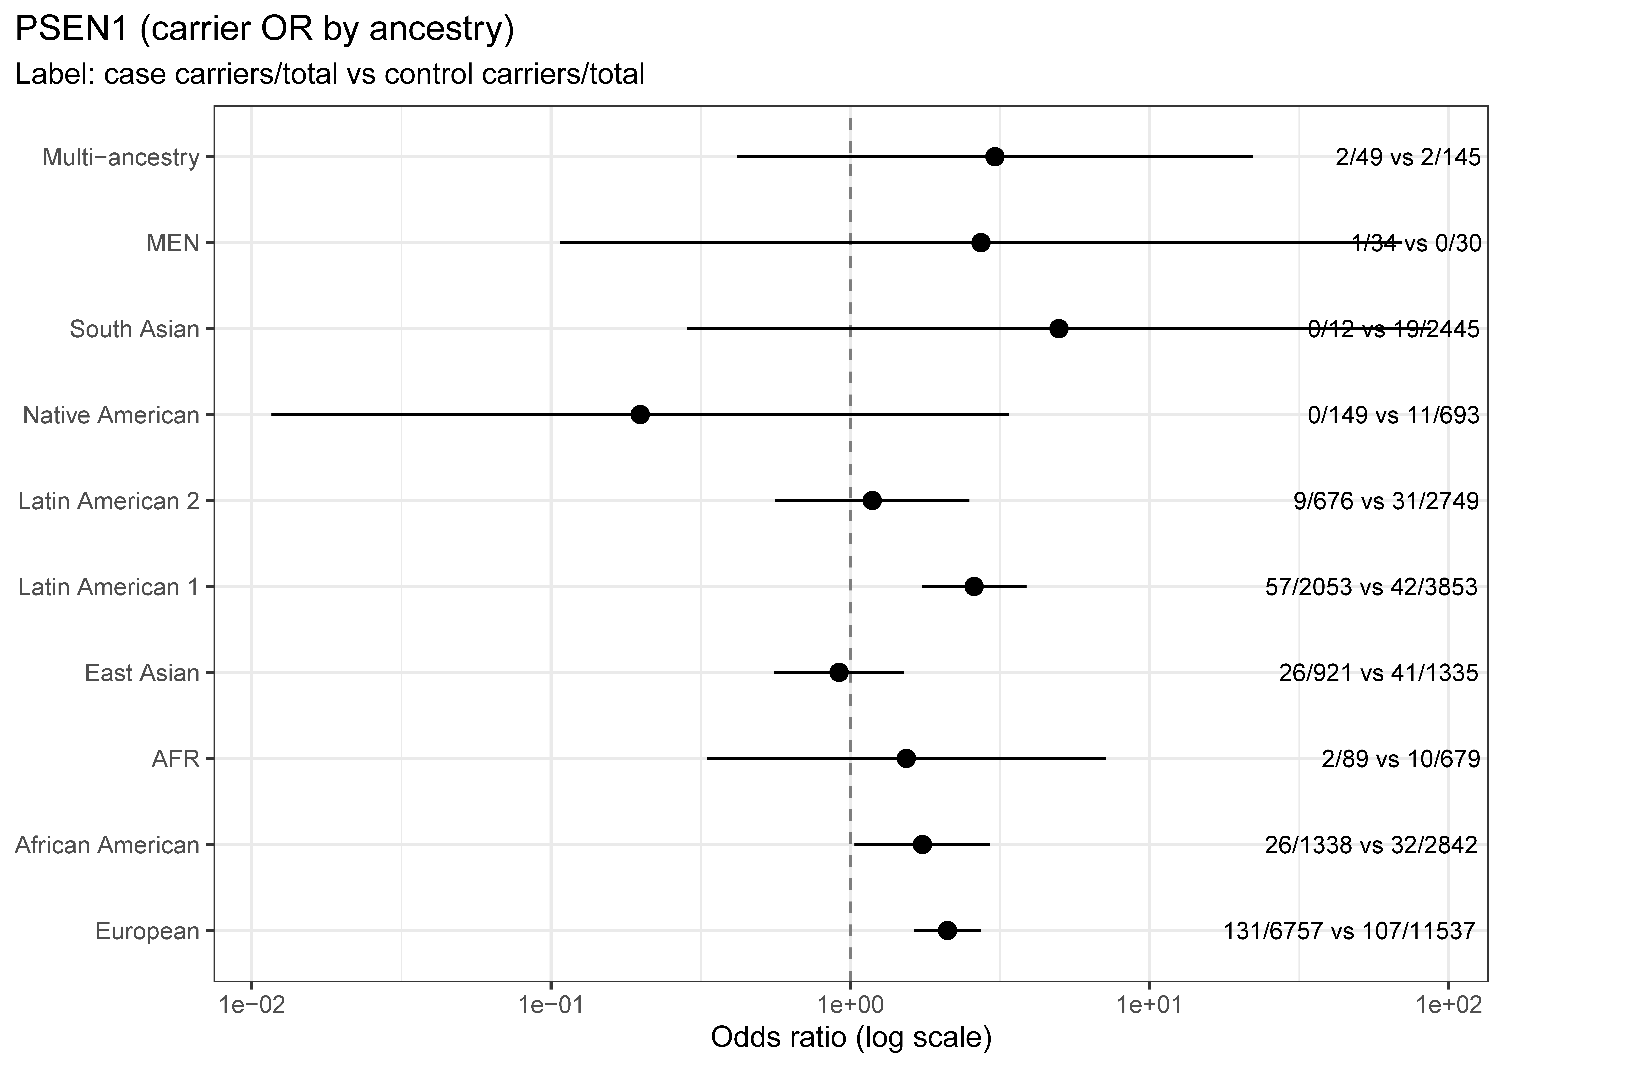 PSEN1 (carrier OR by ancestry)
Label: case carriers/total vs control carriers/total
Multi−ancestry 2/49 vs 2/145
MEN 1/34 vs 0/30
South Asian 0/12 vs 19/2445
Native American 0/149 vs 11/693
Latin American 2 9/676 vs 31/2749
Latin American 1 57/2053 vs 42/3853
East Asian 26/921 vs 41/1335
AFR 2/89 vs 10/679
African American 26/1338 vs 32/2842
European 131/6757 vs 107/11537
1e−02 1e−01 1e+00 1e+01 1e+02
Odds ratio (log scale)